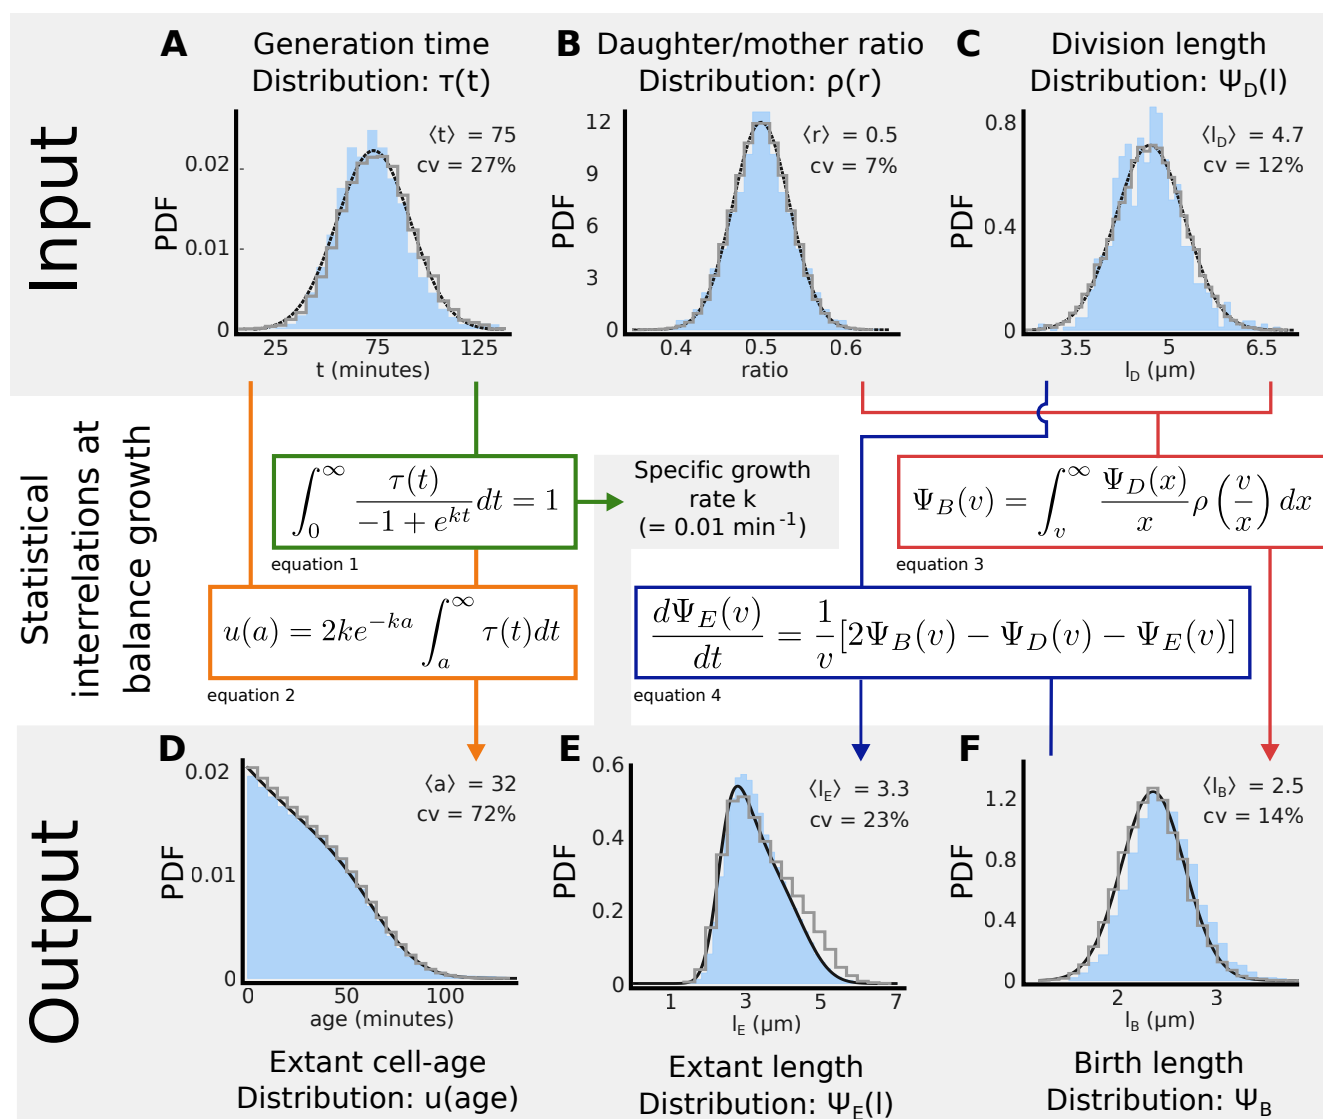 Input
A
Generation time
Distribution: τ(t)
⟨t⟩ = 75
cv = 27%
PDF
0.02
0.01
0
25 75 125
t (minutes)
B
Daughter/mother ratio
Distribution: ρ(r)
⟨r⟩ = 0.5
cv = 7%
PDF
12
9
6
3
0
0.4 0.5 0.6
ratio
C
Division length
Distribution: Ψ_D(l)
⟨l_D⟩ = 4.7
cv = 12%
PDF
0.8
0.4
0
3.5 5 6.5
l_D (µm)
Statistical
interrelations at
balance growth
∫_0^∞ τ(t)/(-1 + e^{kt}) dt = 1
equation 1
Specific growth
rate k
(= 0.01 min^-1)
Ψ_B(v) = ∫_v^∞ Ψ_D(x)/x ρ(v/x) dx
equation 3
u(a) = 2ke^{-ka} ∫_a^∞ τ(t)dt
equation 2
dΨ_E(v)/dt = 1/v[2Ψ_B(v) − Ψ_D(v) − Ψ_E(v)]
equation 4
Output
D
⟨a⟩ = 32
cv = 72%
PDF
0.02
0.01
0
0 50 100
age (minutes)
Extant cell-age
Distribution: u(age)
E
⟨l_E⟩ = 3.3
cv = 23%
PDF
0.6
0.4
0.2
0
1 3 5 7
l_E (µm)
Extant length
Distribution: Ψ_E(l)
F
⟨l_B⟩ = 2.5
cv = 14%
PDF
1.2
0.8
0.4
0
2 3
l_B (µm)
Birth length
Distribution: Ψ_B